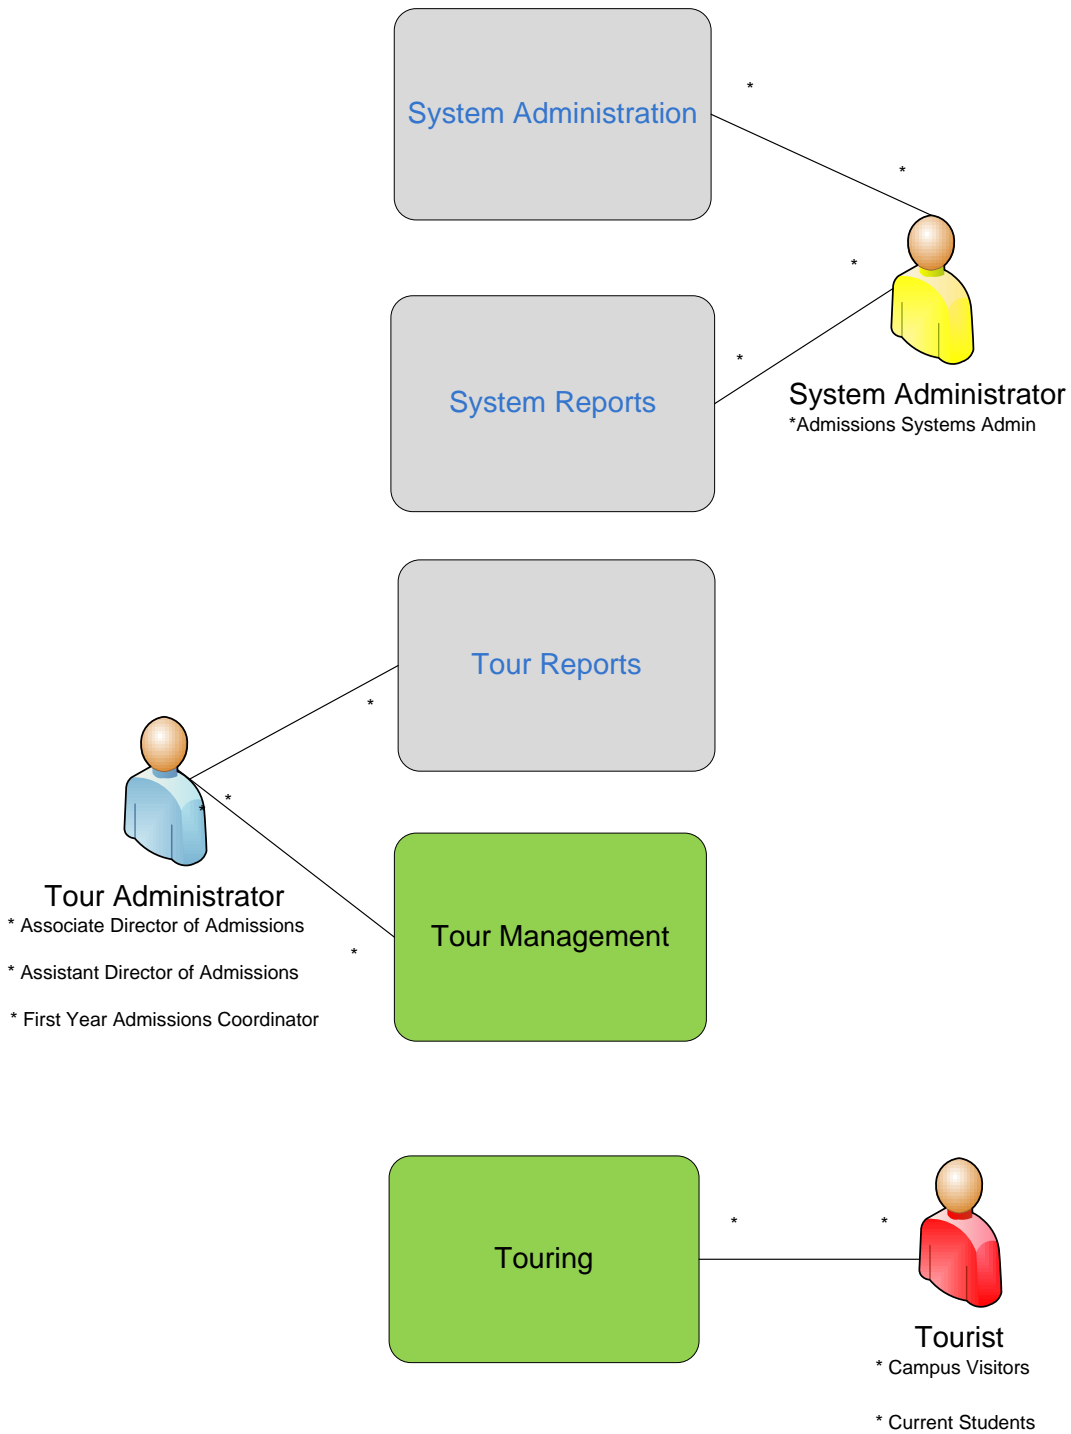 System Administration
*
*
*
*
System Administrator
*Admissions Systems Admin
System Reports
Tour Reports
*
*
*
Tour Administrator
* Associate Director of Admissions
* Assistant Director of Admissions
* First Year Admissions Coordinator
*
Tour Management
Touring
*
*
Tourist
* Campus Visitors
* Current Students